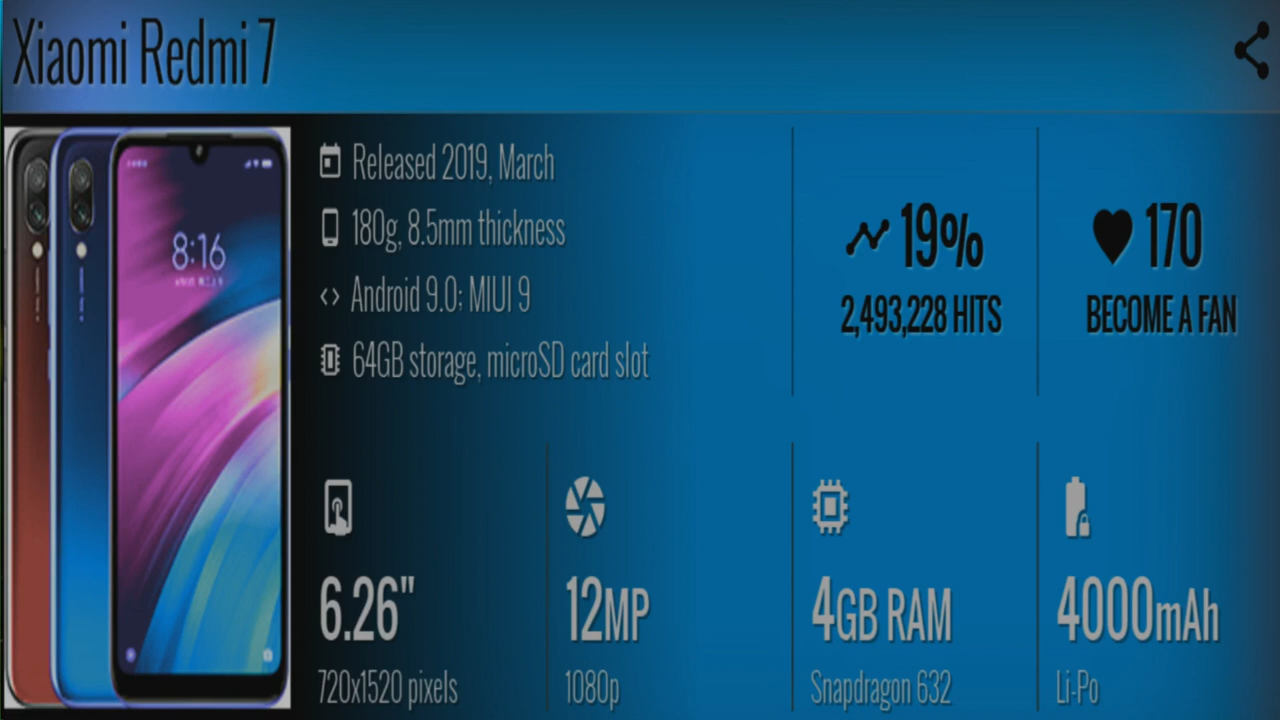 Xiaomi Redmi 7
8:16
Released 2019, March
180g, 8.5mm thickness
Android 9.0; MIUI 9
64GB storage, microSD card slot
19%
2,493,228 HITS
170
BECOME A FAN
6.26"
720x1520 pixels
12MP
1080p
4GB RAM
Snapdragon 632
4000mAh
Li-Po